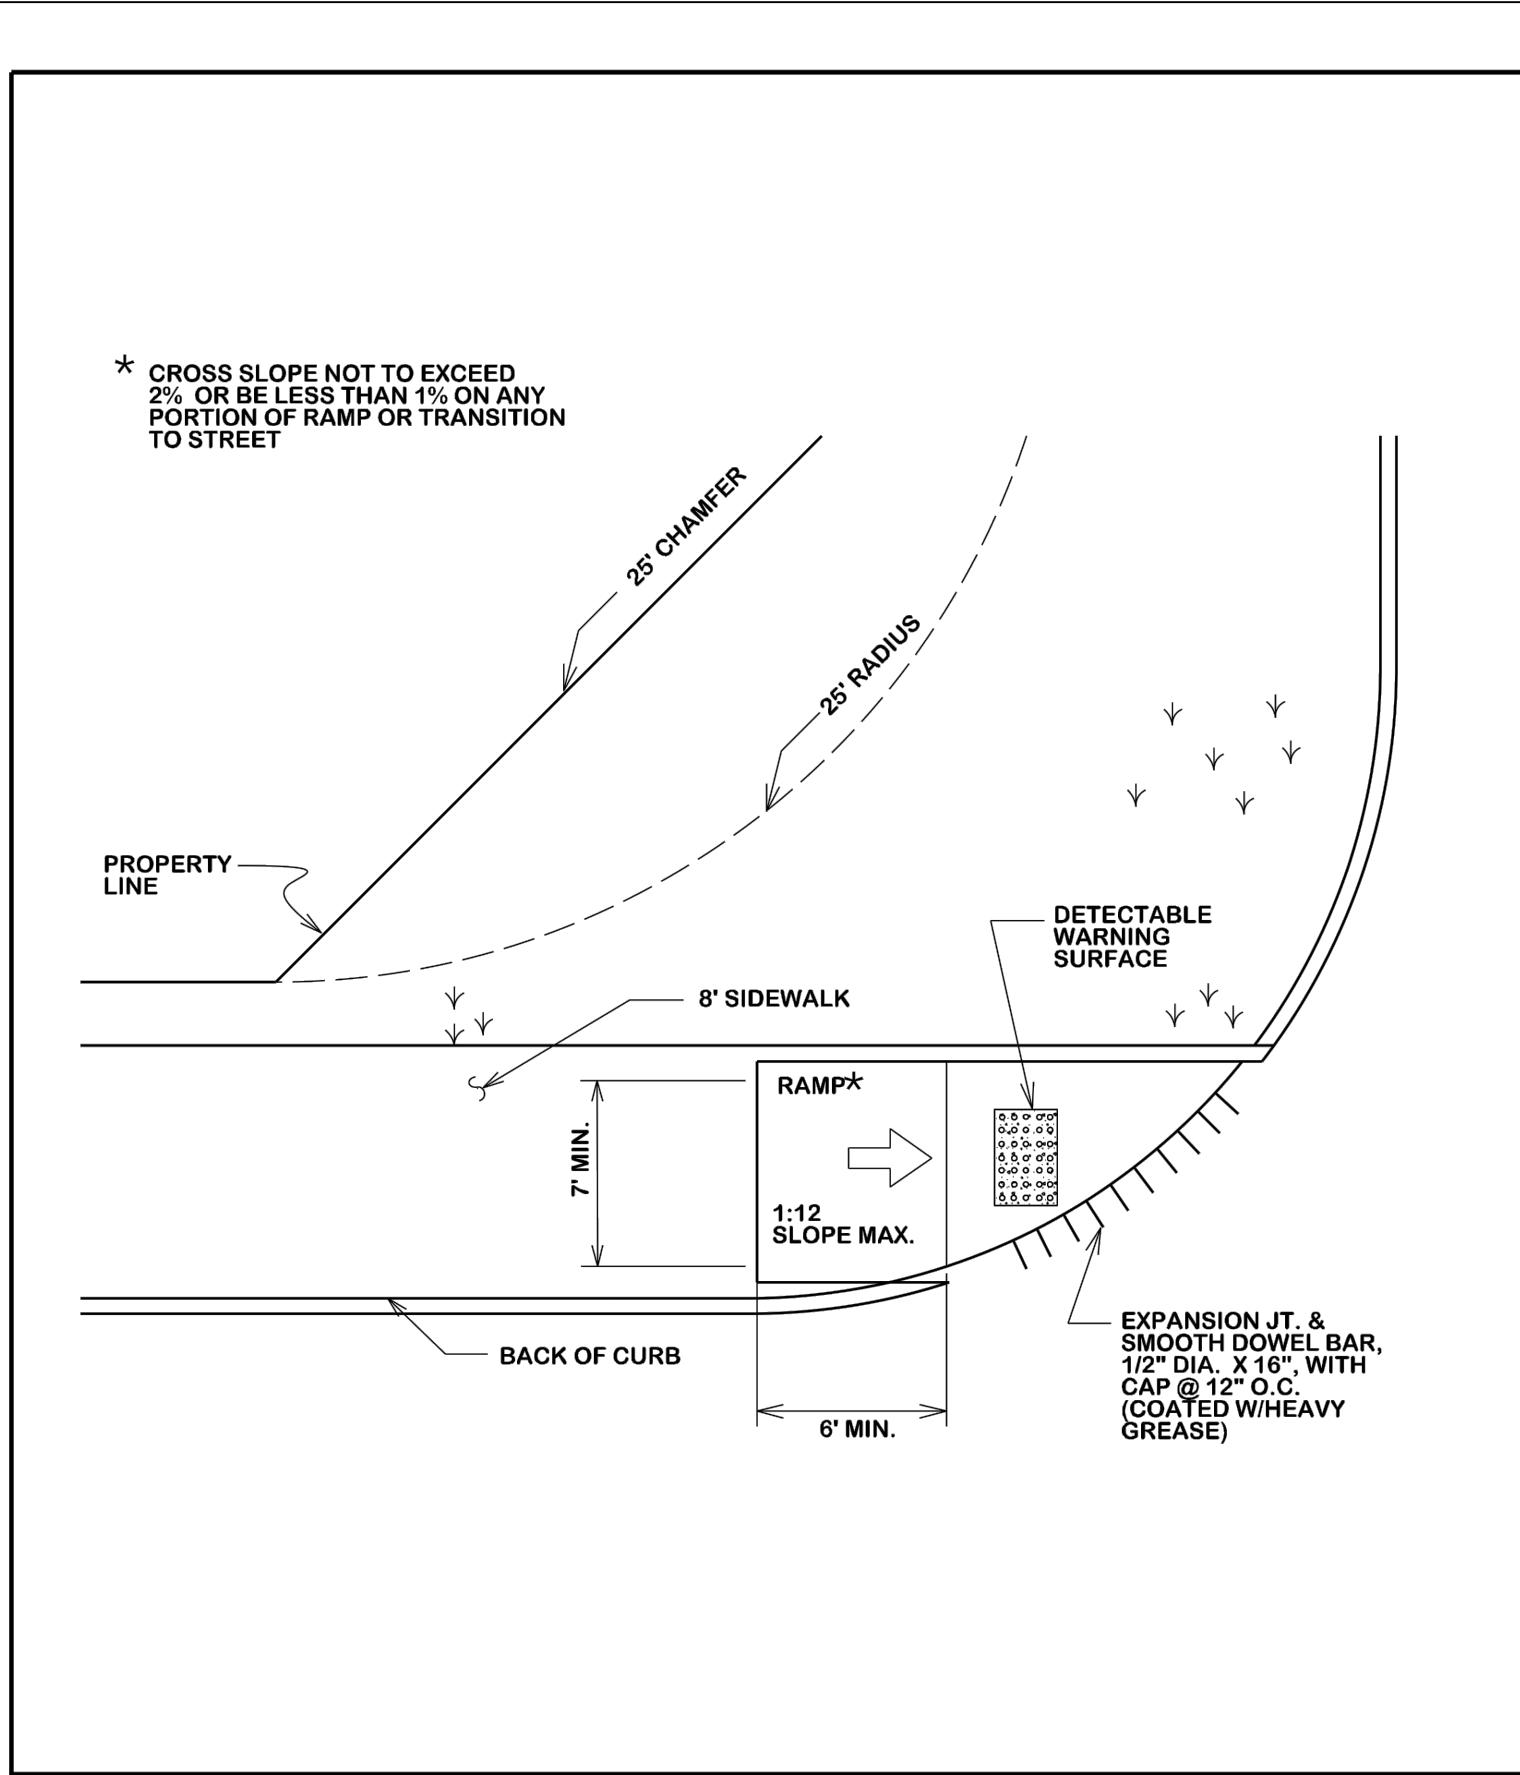 * CROSS SLOPE NOT TO EXCEED
2% OR BE LESS THAN 1% ON ANY
PORTION OF RAMP OR TRANSITION
TO STREET
25' CHAMFER
25' RADIUS
PROPERTY
LINE
DETECTABLE
WARNING
SURFACE
8' SIDEWALK
RAMP*
7' MIN.
1:12
SLOPE MAX.
BACK OF CURB
EXPANSION JT. &
SMOOTH DOWEL BAR,
1/2" DIA. X 16", WITH
CAP @ 12" O.C.
(COATED W/HEAVY
GREASE)
6' MIN.